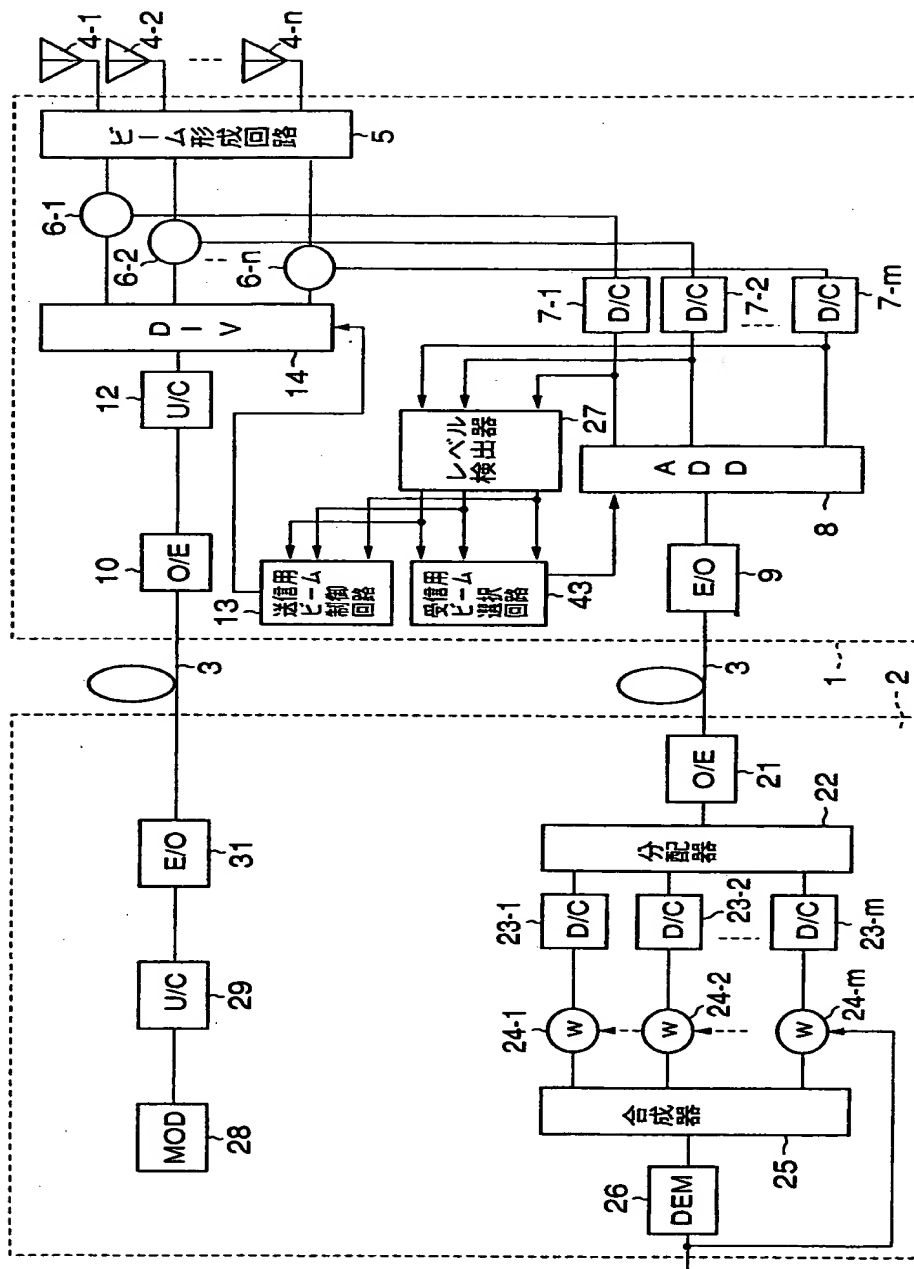 4-1
4-2
4-n
ビーム形成回路
5
6-1
6-2
6-n
DIV
14
12
U/C
10
O/E
送信用
ビーム
制御
回路
13
受信用
ビーム
選択
回路
43
レベル
検出器
27
7-1
D/C
7-2
D/C
7-m
D/C
ADD
8
E/O
9
3
3
1
2
E/O
31
U/C
29
MOD
28
O/E
21
22
分配器
23-1
D/C
23-2
D/C
23-m
D/C
24-1
W
24-2
W
24-m
W
合成器
25
26
DEM